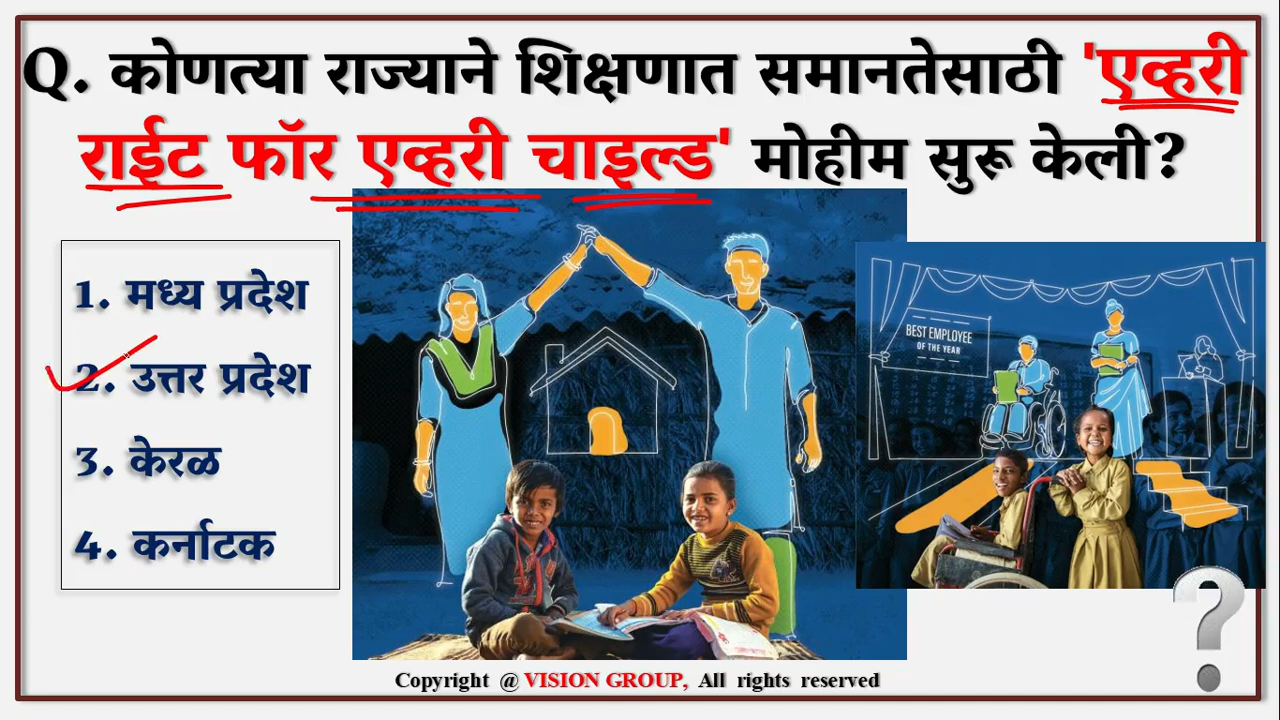 Q. कोणत्या राज्याने शिक्षणात समानतेसाठी 'एव्हरी
राईट फॉर एव्हरी चाइल्ड' मोहीम सुरू केली?
1. मध्य प्रदेश
2. उत्तर प्रदेश
3. केरळ
4. कर्नाटक
BEST EMPLOYEE
OF THE YEAR
?
Copyright @ VISION GROUP, All rights reserved